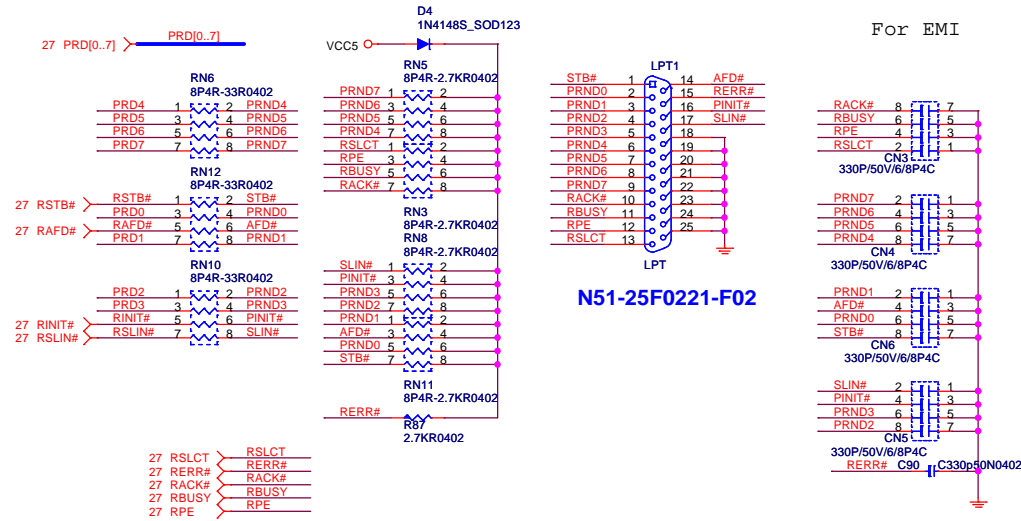 27 PRD[0..7]
PRD[0..7]
RN6
8P4R-33R0402
PRD4 1 2 PRND4
PRD5 3 4 PRND5
PRD6 5 6 PRND6
PRD7 7 8 PRND7
RN12
8P4R-33R0402
27 RSTB# RSTB# 1 2 STB#
PRD0 3 4 PRND0
27 RAFD# RAFD# 5 6 AFD#
PRD1 7 8 PRND1
RN10
8P4R-33R0402
PRD2 1 2 PRND2
PRD3 3 4 PRND3
27 RINIT# RINIT# 5 6 PINIT#
27 RSLIN# RSLIN# 7 8 SLIN#
27 RSLCT RSLCT
27 RERR# RERR#
27 RACK# RACK#
27 RBUSY RBUSY
27 RPE RPE
D4
1N4148S_SOD123
VCC5
RN5
8P4R-2.7KR0402
PRND7 1 2
PRND6 3 4
PRND5 5 6
PRND4 7 8
RSLCT 1 2
RPE 3 4
RBUSY 5 6
RACK# 7 8
RN3
8P4R-2.7KR0402
RN8
8P4R-2.7KR0402
SLIN# 1 2
PINIT# 3 4
PRND3 5 6
PRND2 7 8
PRND1 1 2
AFD# 3 4
PRND0 5 6
STB# 7 8
RN11
8P4R-2.7KR0402
RERR#
R87
2.7KR0402
LPT1
STB# 1 14 AFD#
PRND0 2 15 RERR#
PRND1 3 16 PINIT#
PRND2 4 17 SLIN#
PRND3 5 18
PRND4 6 19
PRND5 7 20
PRND6 8 21
PRND7 9 22
RACK# 10 23
RBUSY 11 24
RPE 12 25
RSLCT 13
LPT
N51-25F0221-F02
For EMI
RACK# 8 7
RBUSY 6 5
RPE 4 3
RSLCT 2 1
CN3
330P/50V/6/8P4C
PRND7 2 1
PRND6 4 3
PRND5 6 5
PRND4 8 7
CN4
330P/50V/6/8P4C
PRND1 2 1
AFD# 4 3
PRND0 6 5
STB# 8 7
CN6
330P/50V/6/8P4C
SLIN# 2 1
PINIT# 4 3
PRND3 6 5
PRND2 8 7
CN5
330P/50V/6/8P4C
RERR# C90 C330p50N0402